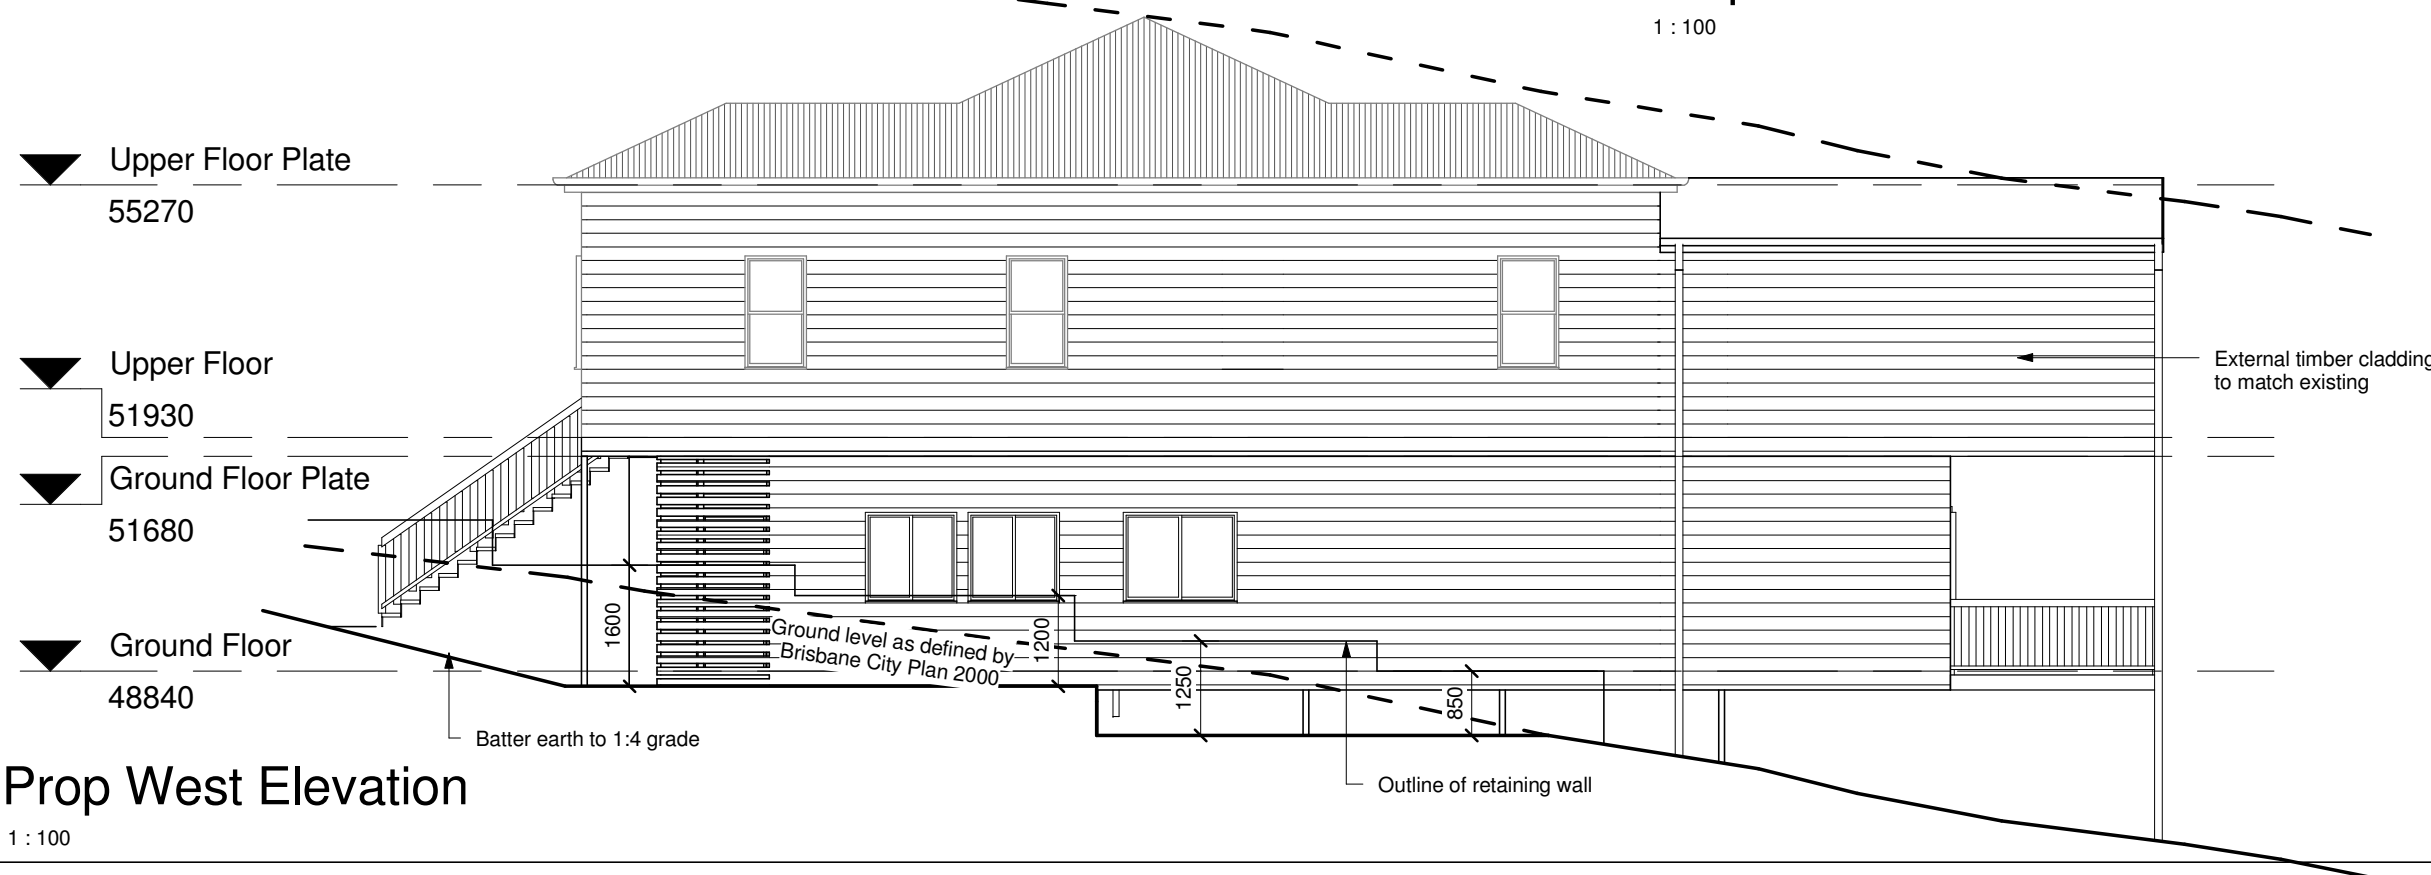 1 : 100
Upper Floor Plate
55270
Upper Floor
51930
External timber cladding
to match existing
Ground Floor Plate
51680
1600
Ground level as defined by
Brisbane City Plan 2000
1200
1250
850
Ground Floor
48840
Batter earth to 1:4 grade
Outline of retaining wall
Prop West Elevation
1 : 100